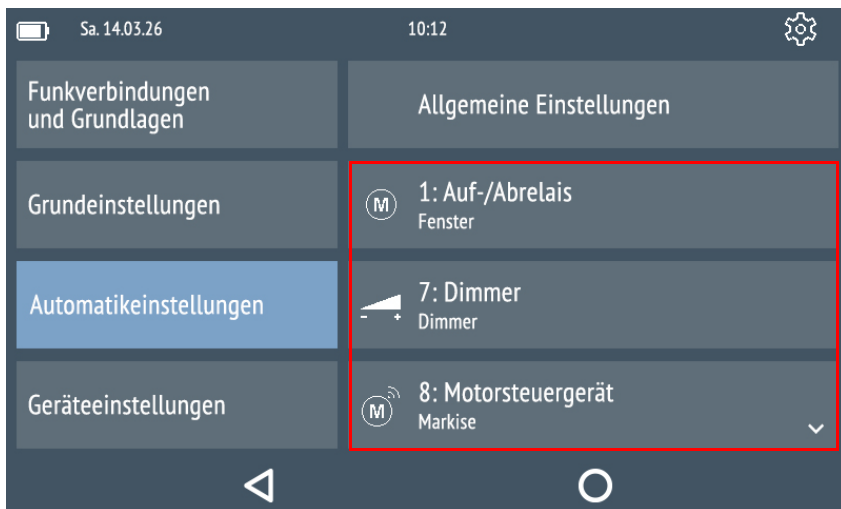 Sa. 14.03.26
10:12
Funkverbindungen
und Grundlagen
Allgemeine Einstellungen
Grundeinstellungen
M
1: Auf-/Abrelais
Fenster
Automatikeinstellungen
- +
7: Dimmer
Dimmer
Geräteeinstellungen
M
8: Motorsteuergerät
Markise